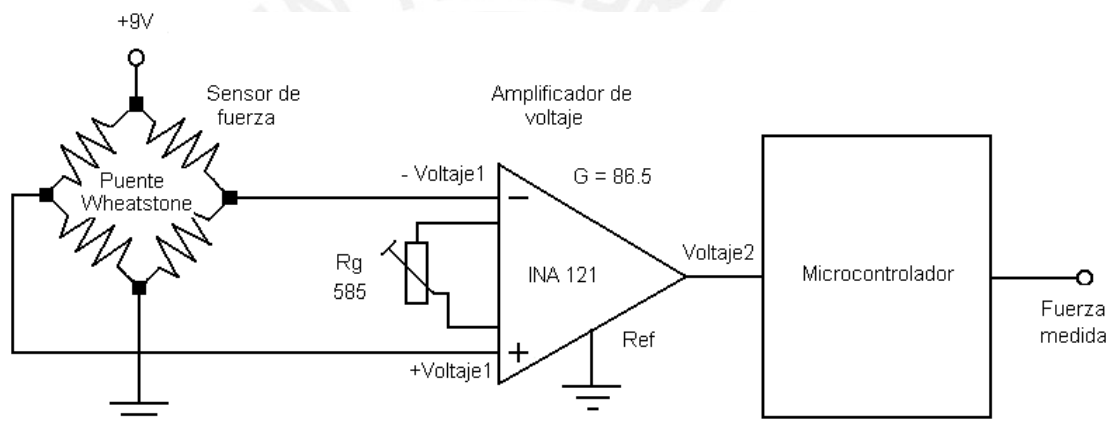 +9V
Sensor de
fuerza
Amplificador de
voltaje
Puente
Wheatstone
- Voltaje1
G = 86.5
Rg
585
INA 121
Voltaje2
Microcontrolador
Ref
+Voltaje1
Fuerza
medida